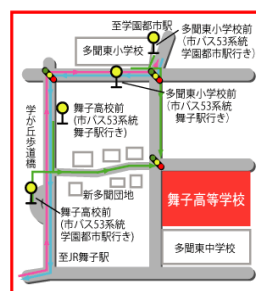 至学園都市駅
多聞東小学校
多聞東小学校前
(市バス53系統
学園都市駅行き)
多聞東小学校前
(市バス53系統
舞子駅行き)
舞子高校前
(市バス53系統
舞子駅行き)
学が丘歩道橋
新多聞団地
舞子高等学校
舞子高校前
(市バス53系統
学園都市駅行き)
多聞東中学校
至JR舞子駅